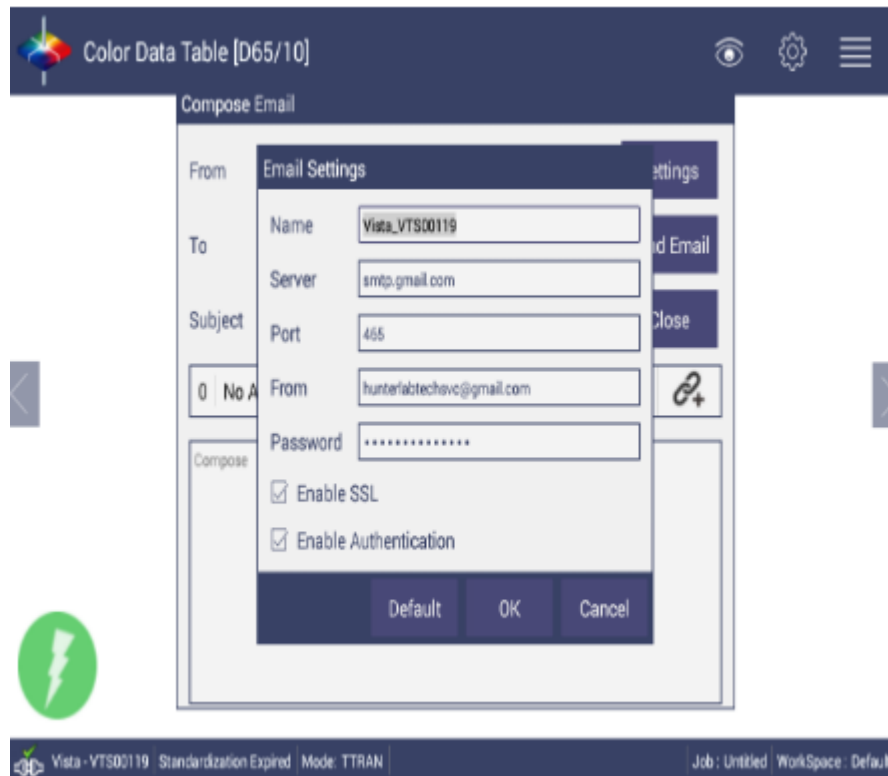 Color Data Table [D65/10]
Compose Email
From
ettings
To
d Email
Subject
Close
0 No A
Compose
Email Settings
Name Vista_VTS00119
Server smtp.gmail.com
Port 465
From hunterlabtechsvc@gmail.com
Password ••••••••••••••
Enable SSL
Enable Authentication
Default OK Cancel
Vista - VTS00119 Standardization Expired Mode: TTRAN Job : Untitled WorkSpace : Defaul